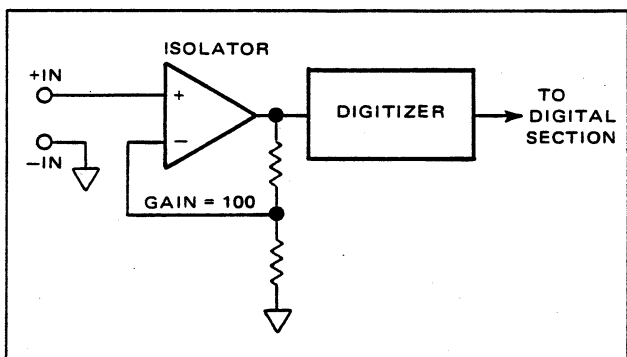 ISOLATOR
+IN
+
−
−IN
GAIN = 100
DIGITIZER
TO
DIGITAL
SECTION